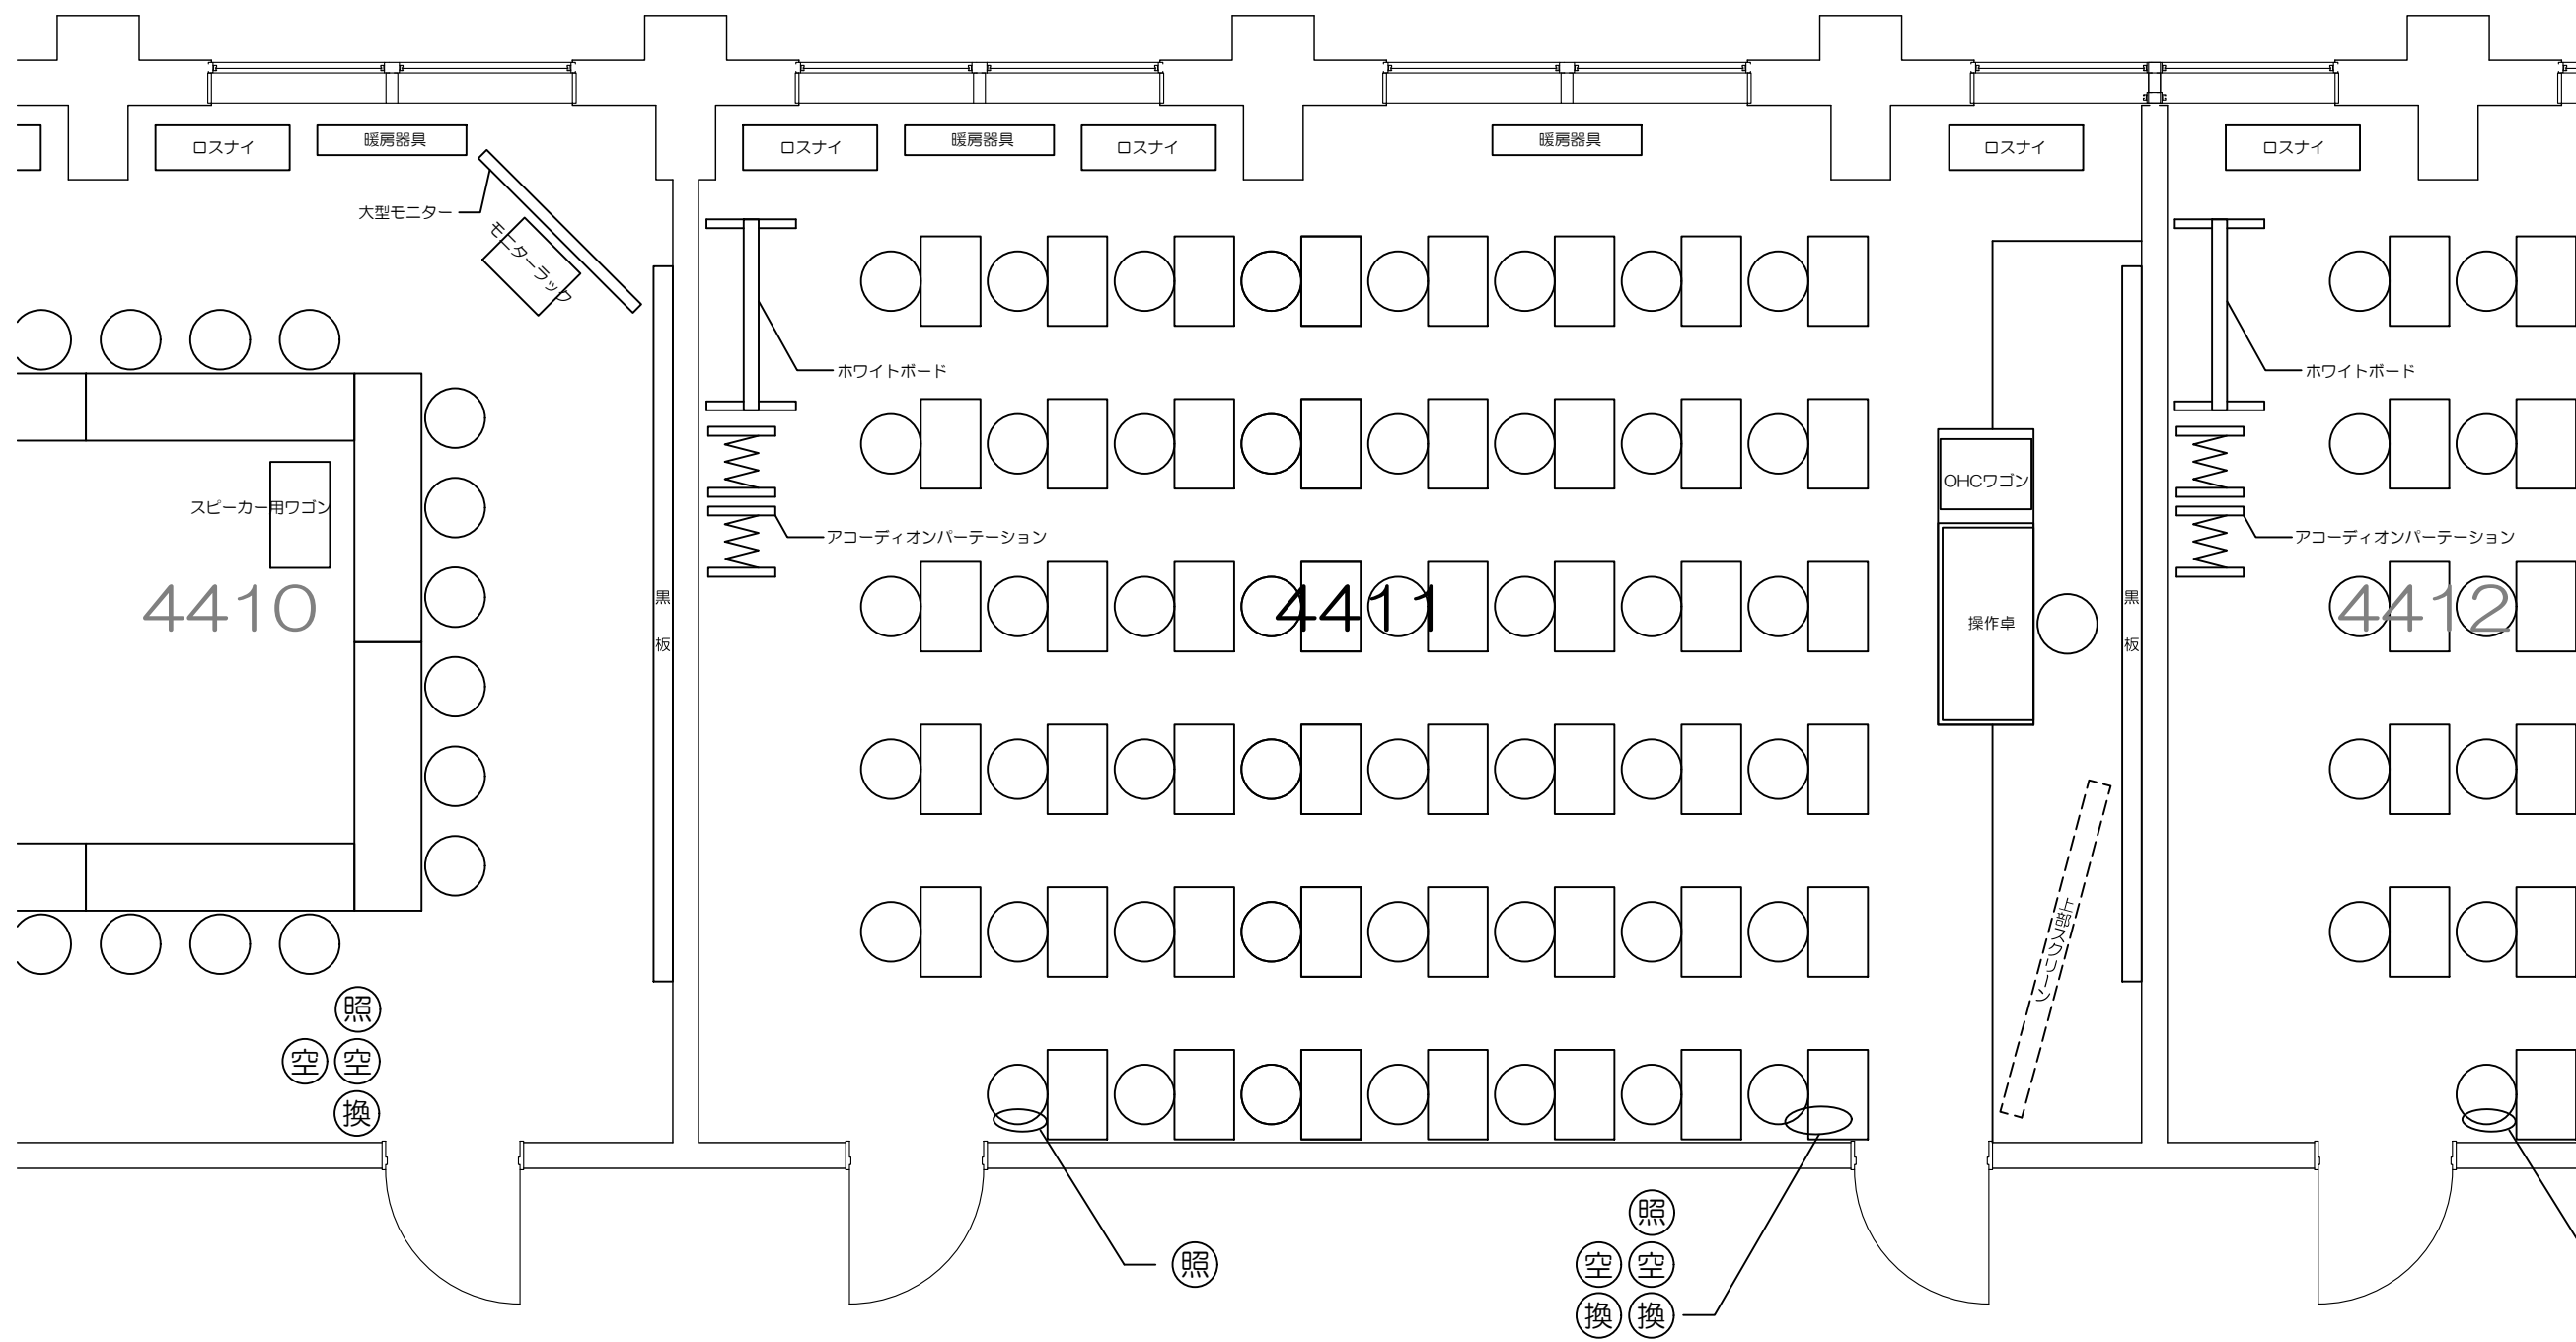 ロスナイ
暖房器具
ロスナイ
暖房器具
ロスナイ
暖房器具
ロスナイ
ロスナイ
大型モニター
モニターラック
ホワイトボード
ホワイトボード
OHCワゴン
スピーカー用ワゴン
アコーディオンパーテーション
アコーディオンパーテーション
4410
黒板
4411
操作卓
黒板
4412
上部スクリーン
照
空 空
換
照
照
空 空
換 換